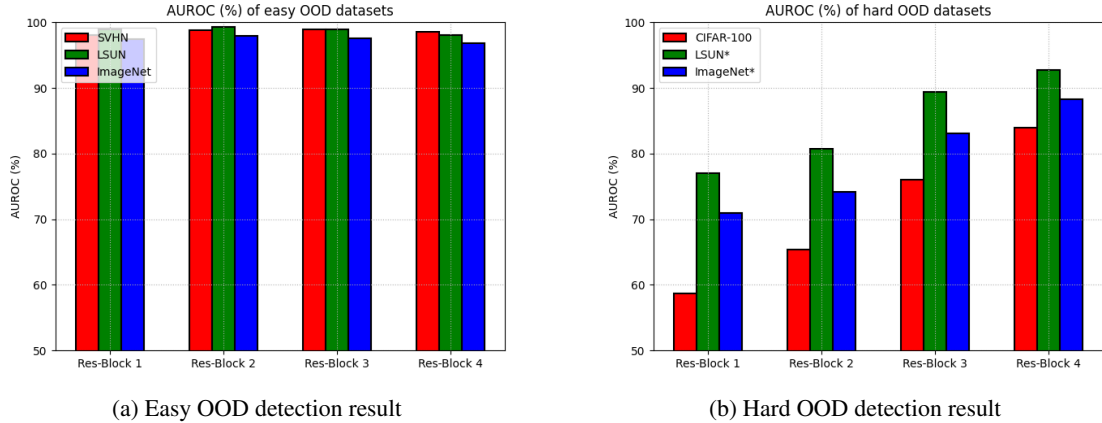 AUROC (%) of easy OOD datasets
SVHN
LSUN
ImageNet
100
90
80
70
60
50
AUROC (%)
Res-Block 1
Res-Block 2
Res-Block 3
Res-Block 4
(a) Easy OOD detection result
AUROC (%) of hard OOD datasets
CIFAR-100
LSUN*
ImageNet*
100
90
80
70
60
50
AUROC (%)
Res-Block 1
Res-Block 2
Res-Block 3
Res-Block 4
(b) Hard OOD detection result